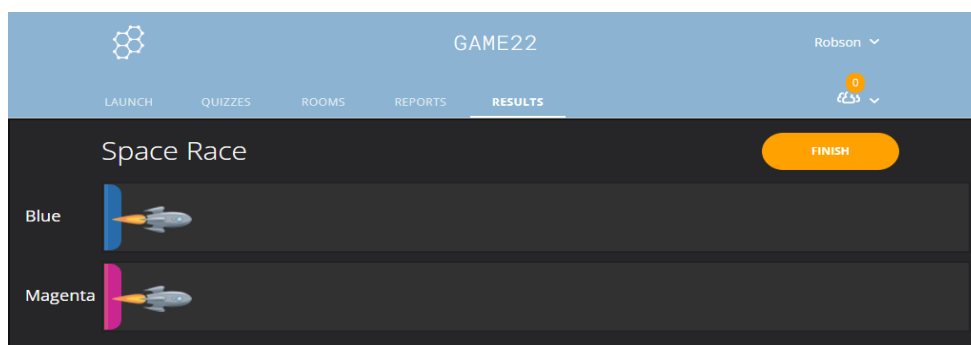 GAME22
Robson
0
LAUNCH QUIZZES ROOMS REPORTS RESULTS
Space Race
FINISH
Blue
Magenta